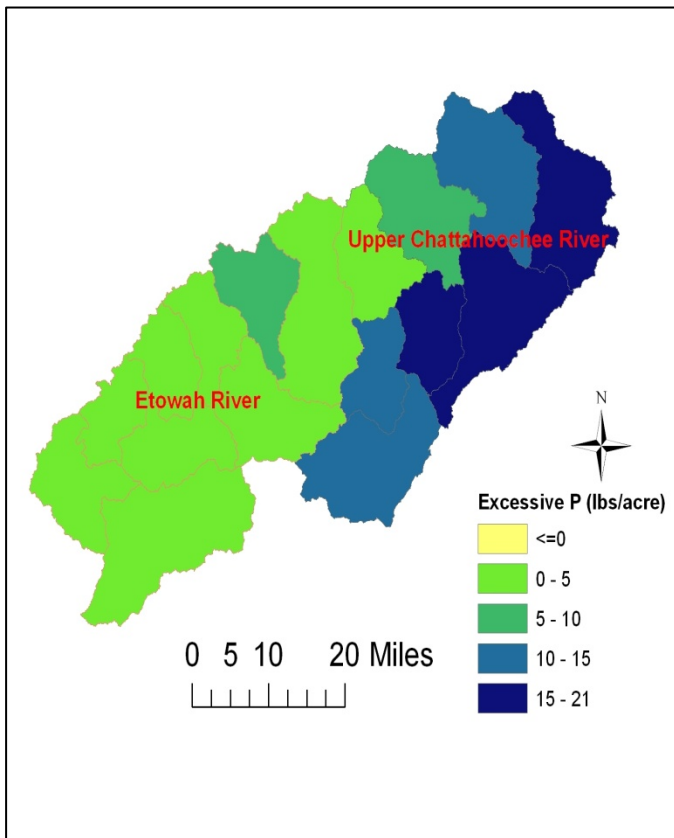 Upper Chattahoochee River
Etowah River
N
Excessive P (lbs/acre)
<=0
0 - 5
5 - 10
10 - 15
15 - 21
0 5 10 20 Miles